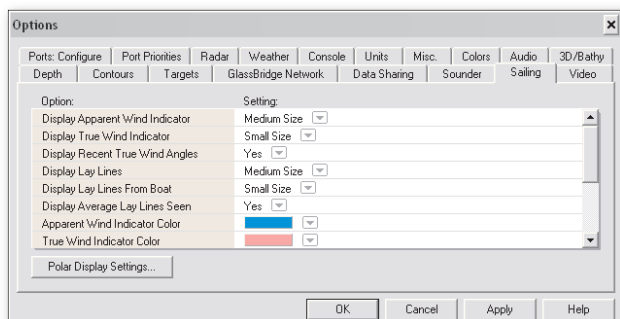 Options
Ports: Configure Port Priorities Radar Weather Console Units Misc. Colors Audio 3D/Bathy
Depth Contours Targets GlassBridge Network Data Sharing Sounder Sailing Video
Option: Setting:
Display Apparent Wind Indicator Medium Size
Display True Wind Indicator Small Size
Display Recent True Wind Angles Yes
Display Lay Lines Medium Size
Display Lay Lines From Boat Small Size
Display Average Lay Lines Seen Yes
Apparent Wind Indicator Color
True Wind Indicator Color
Polar Display Settings...
OK Cancel Apply Help